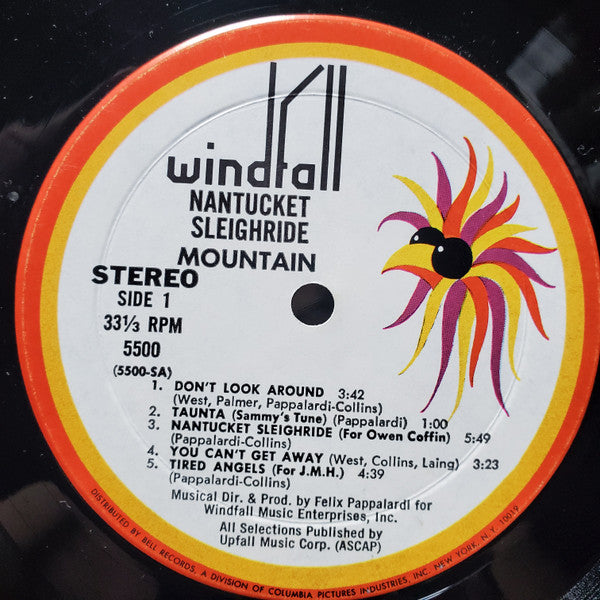 windfall
NANTUCKET
SLEIGHRIDE
MOUNTAIN
STEREO
SIDE 1
33⅓ RPM
5500
(5500-SA)
1. DON'T LOOK AROUND 3:42
(West, Palmer, Pappalardi-Collins)
2. TAUNTA (Sammy's Tune) (Pappalardi) 1:00
3. NANTUCKET SLEIGHRIDE (For Owen Coffin) 5:49
(Pappalardi-Collins)
4. YOU CAN'T GET AWAY (West, Collins, Laing) 3:23
5. TIRED ANGELS (For J.M.H.) 4:39
(Pappalardi-Collins)
Musical Dir. & Prod. by Felix Pappalardi for
Windfall Music Enterprises, Inc.
All Selections Published by
Upfall Music Corp. (ASCAP)
DISTRIBUTED BY BELL RECORDS, A DIVISION OF COLUMBIA PICTURES INDUSTRIES, INC. NEW YORK, N.Y. 10019